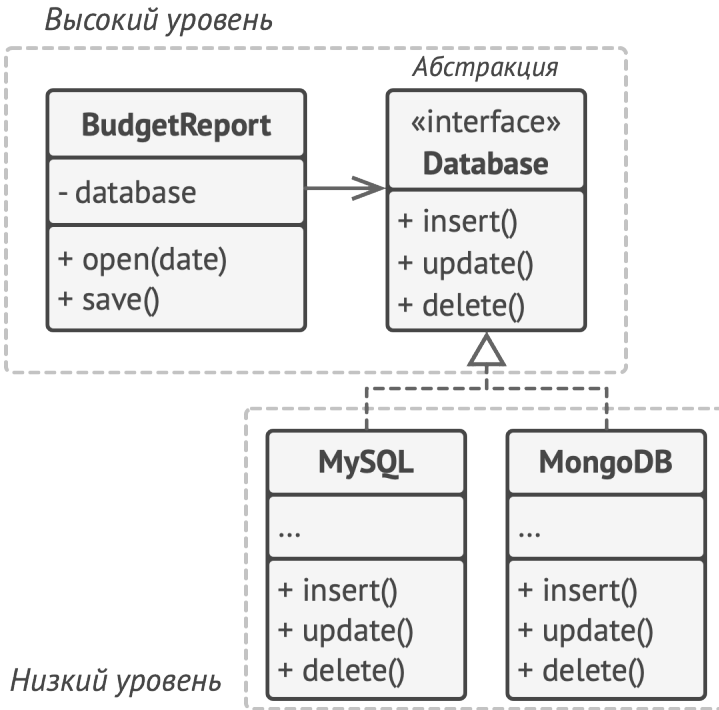 Высокий уровень
Абстракция
BudgetReport
- database
+ open(date)
+ save()
«interface»
Database
+ insert()
+ update()
+ delete()
MySQL
...
+ insert()
+ update()
+ delete()
MongoDB
...
+ insert()
+ update()
+ delete()
Низкий уровень